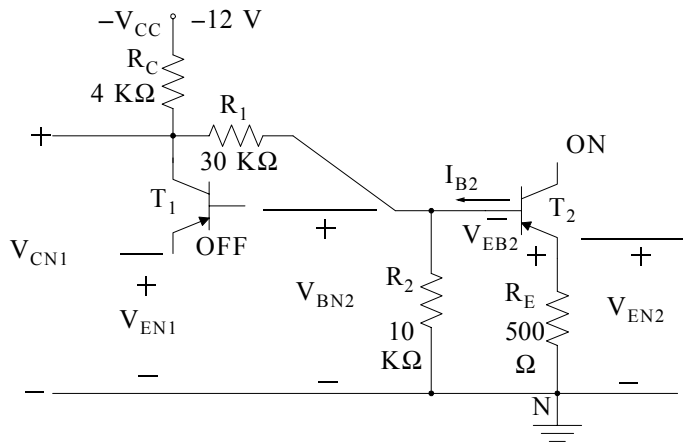 −V_CC −12 V
R_C
4 KΩ
R_1
+
30 KΩ
ON
I_B2
T_1
T_2
− V_EB2 +
OFF
V_CN1
−
+
+
+
V_EN1
V_BN2
R_2
R_E
V_EN2
10
KΩ
500
Ω
−
−
−
N
−